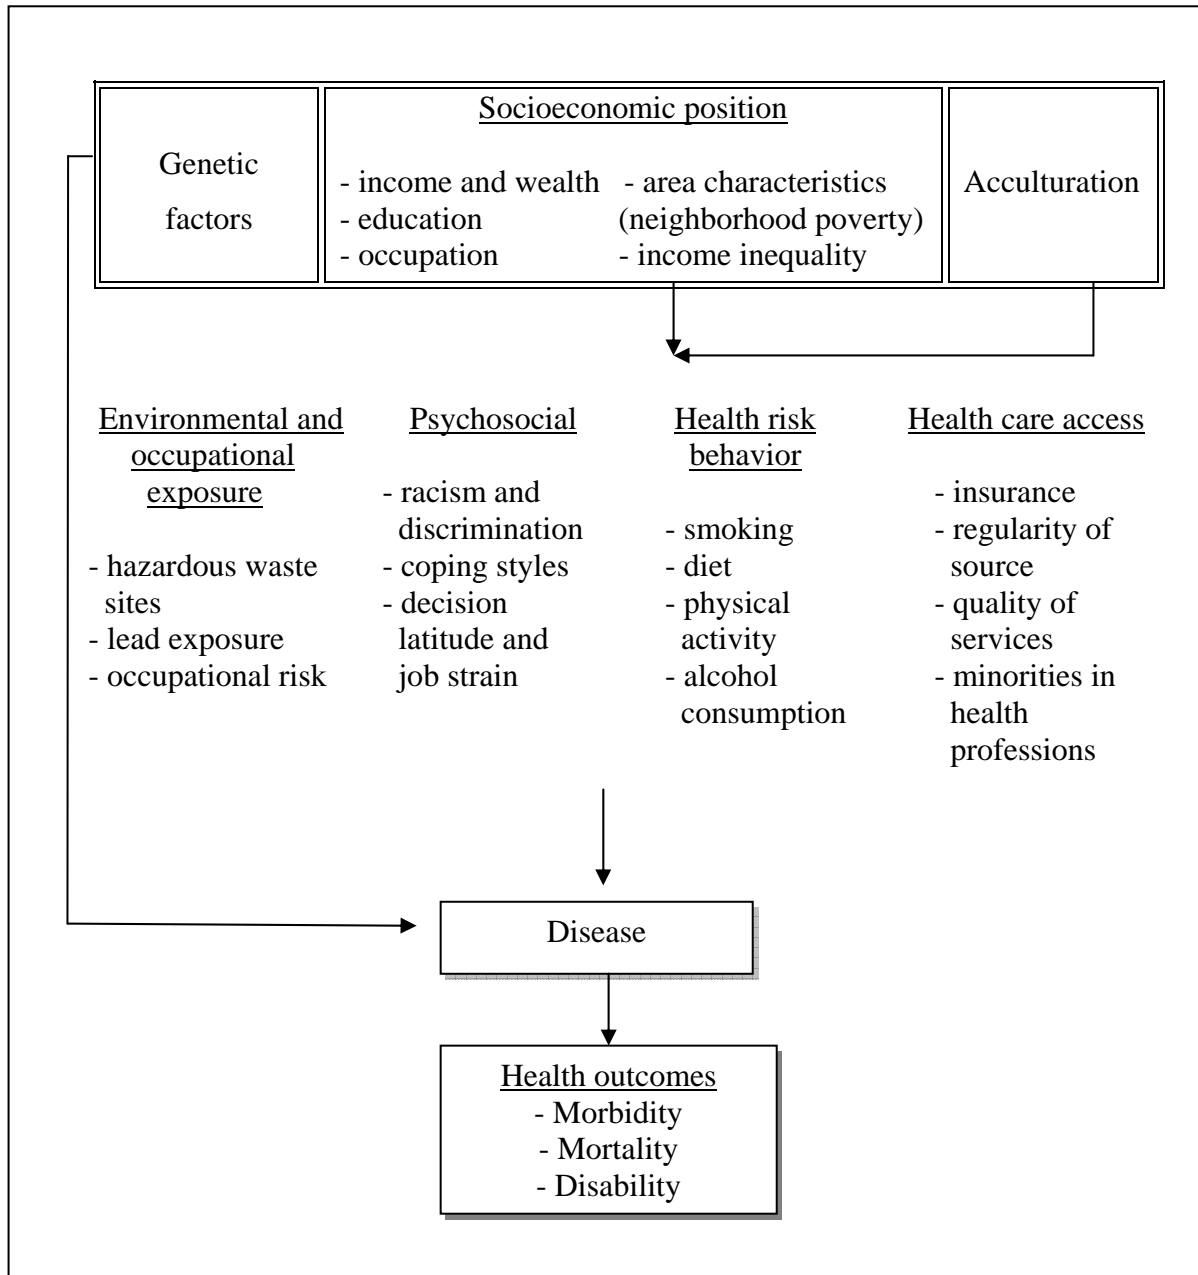 Genetic
factors
Socioeconomic position
- income and wealth
- education
- occupation
- area characteristics
(neighborhood poverty)
- income inequality
Acculturation
Environmental and
occupational
exposure
- hazardous waste
sites
- lead exposure
- occupational risk
Psychosocial
- racism and
discrimination
- coping styles
- decision
latitude and
job strain
Health risk
behavior
- smoking
- diet
- physical
activity
- alcohol
consumption
Health care access
- insurance
- regularity of
source
- quality of
services
- minorities in
health
professions
Disease
Health outcomes
- Morbidity
- Mortality
- Disability